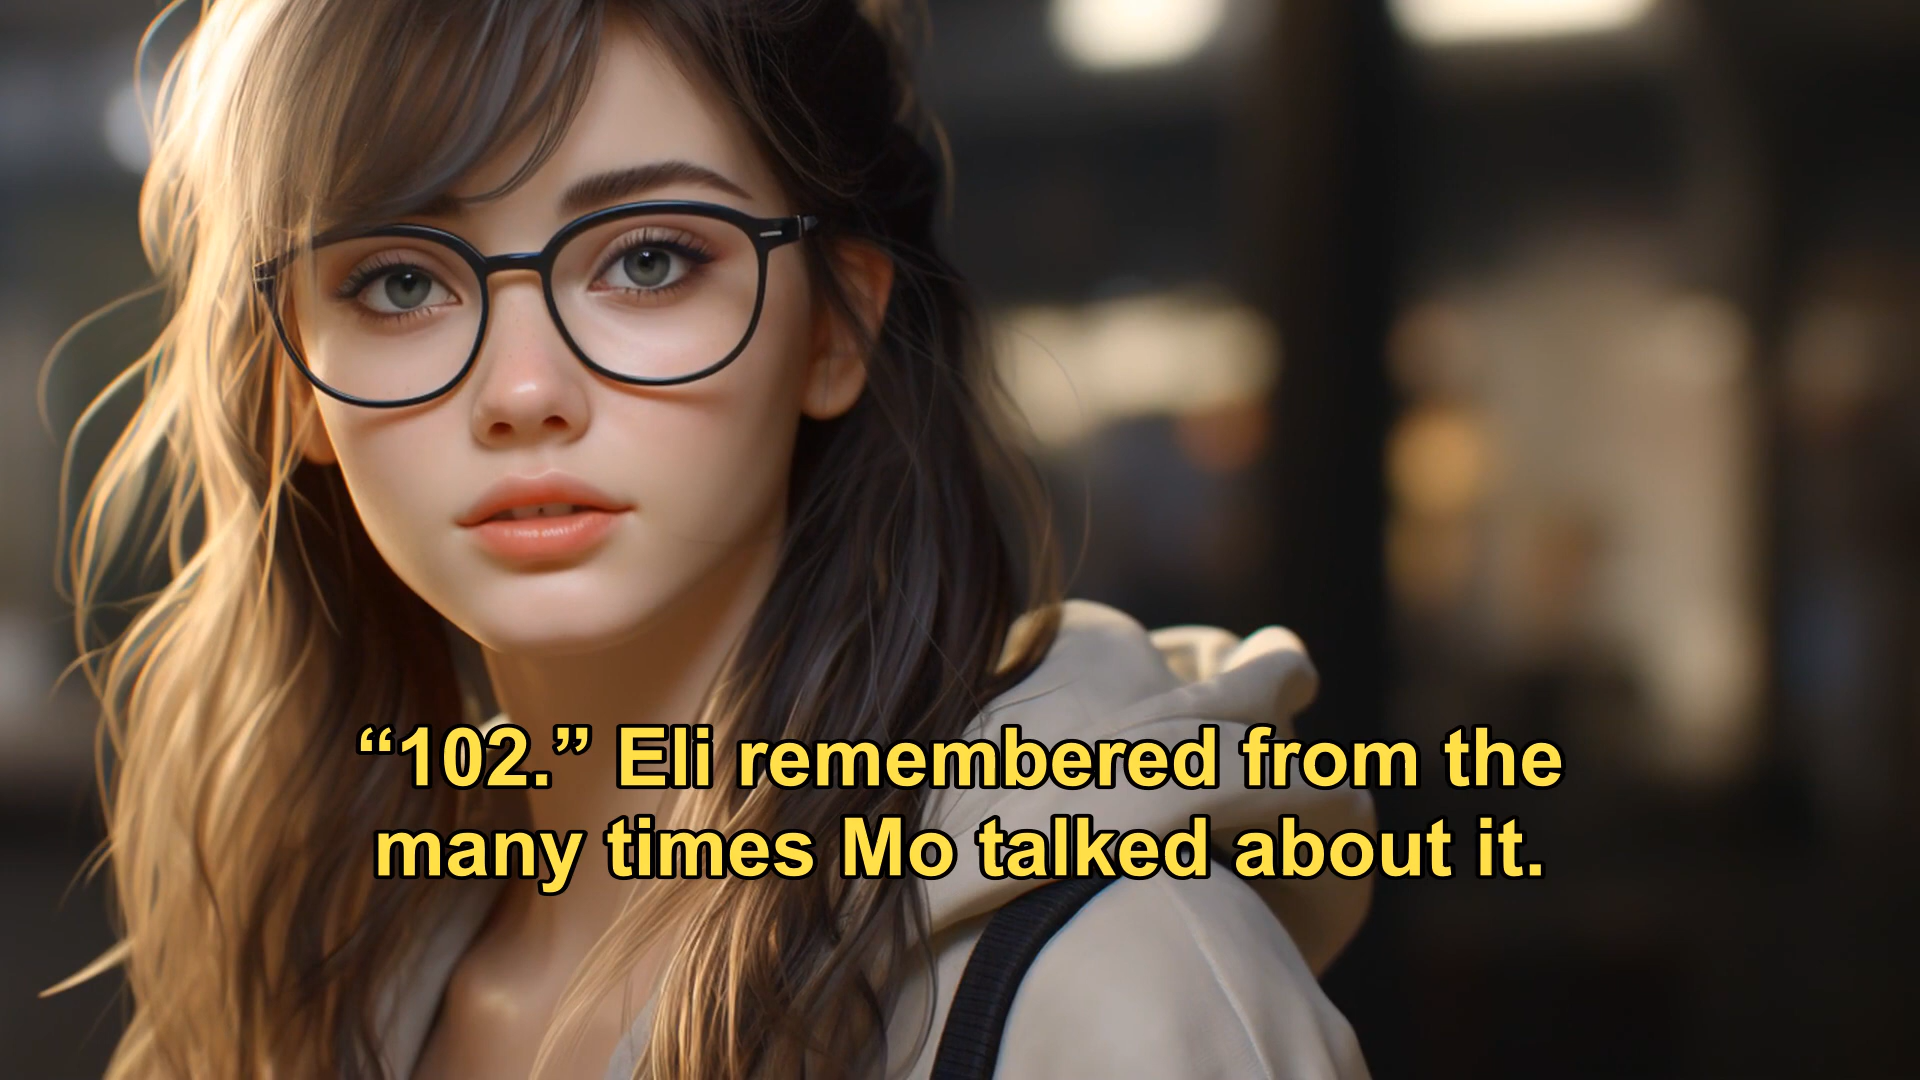 “102.” Eli remembered from the
many times Mo talked about it.